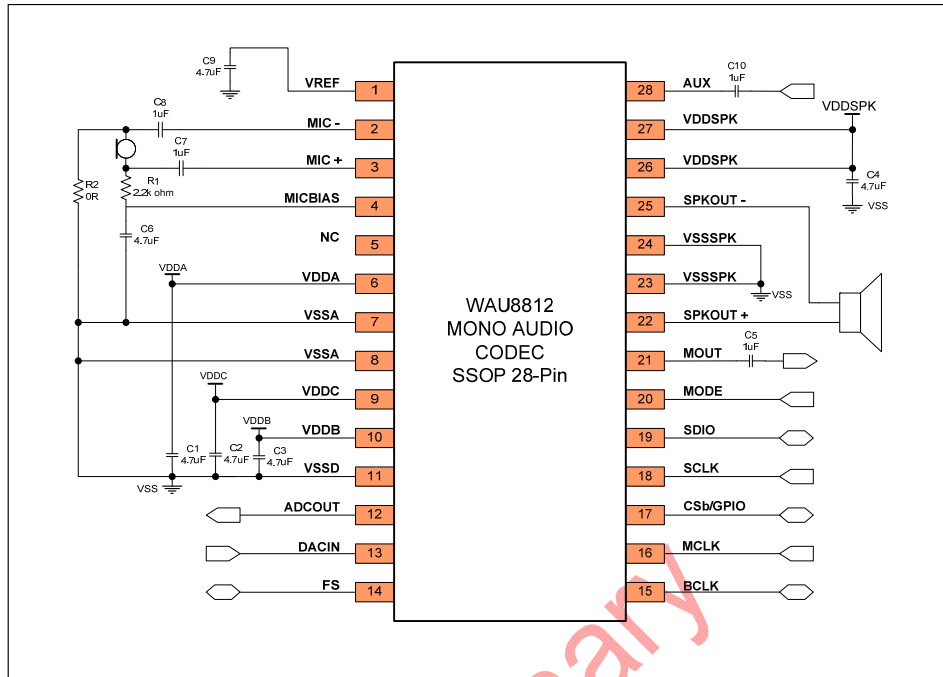 C9
4.7uF
VREF
1
C8
1uF
MIC -
2
C7
1uF
MIC +
3
R1
2.2k ohm
R2
0R
MICBIAS
4
C6
4.7uF
NC
5
VDDA
VDDA
6
VSSA
7
VSSA
8
VDDC
VDDC
9
VDDB
VDDB
10
C1
4.7uF
C2
4.7uF
C3
4.7uF
VSSD
11
VSS
ADCOUT
12
DACIN
13
FS
14
WAU8812
MONO AUDIO
CODEC
SSOP 28-Pin
28
AUX
C10
1uF
VDDSPK
27
VDDSPK
26
VDDSPK
C4
4.7uF
VSS
25
SPKOUT -
24
VSSSPK
23
VSSSPK
VSS
22
SPKOUT +
21
MOUT
C5
1uF
20
MODE
19
SDIO
18
SCLK
17
CSb/GPIO
16
MCLK
15
BCLK